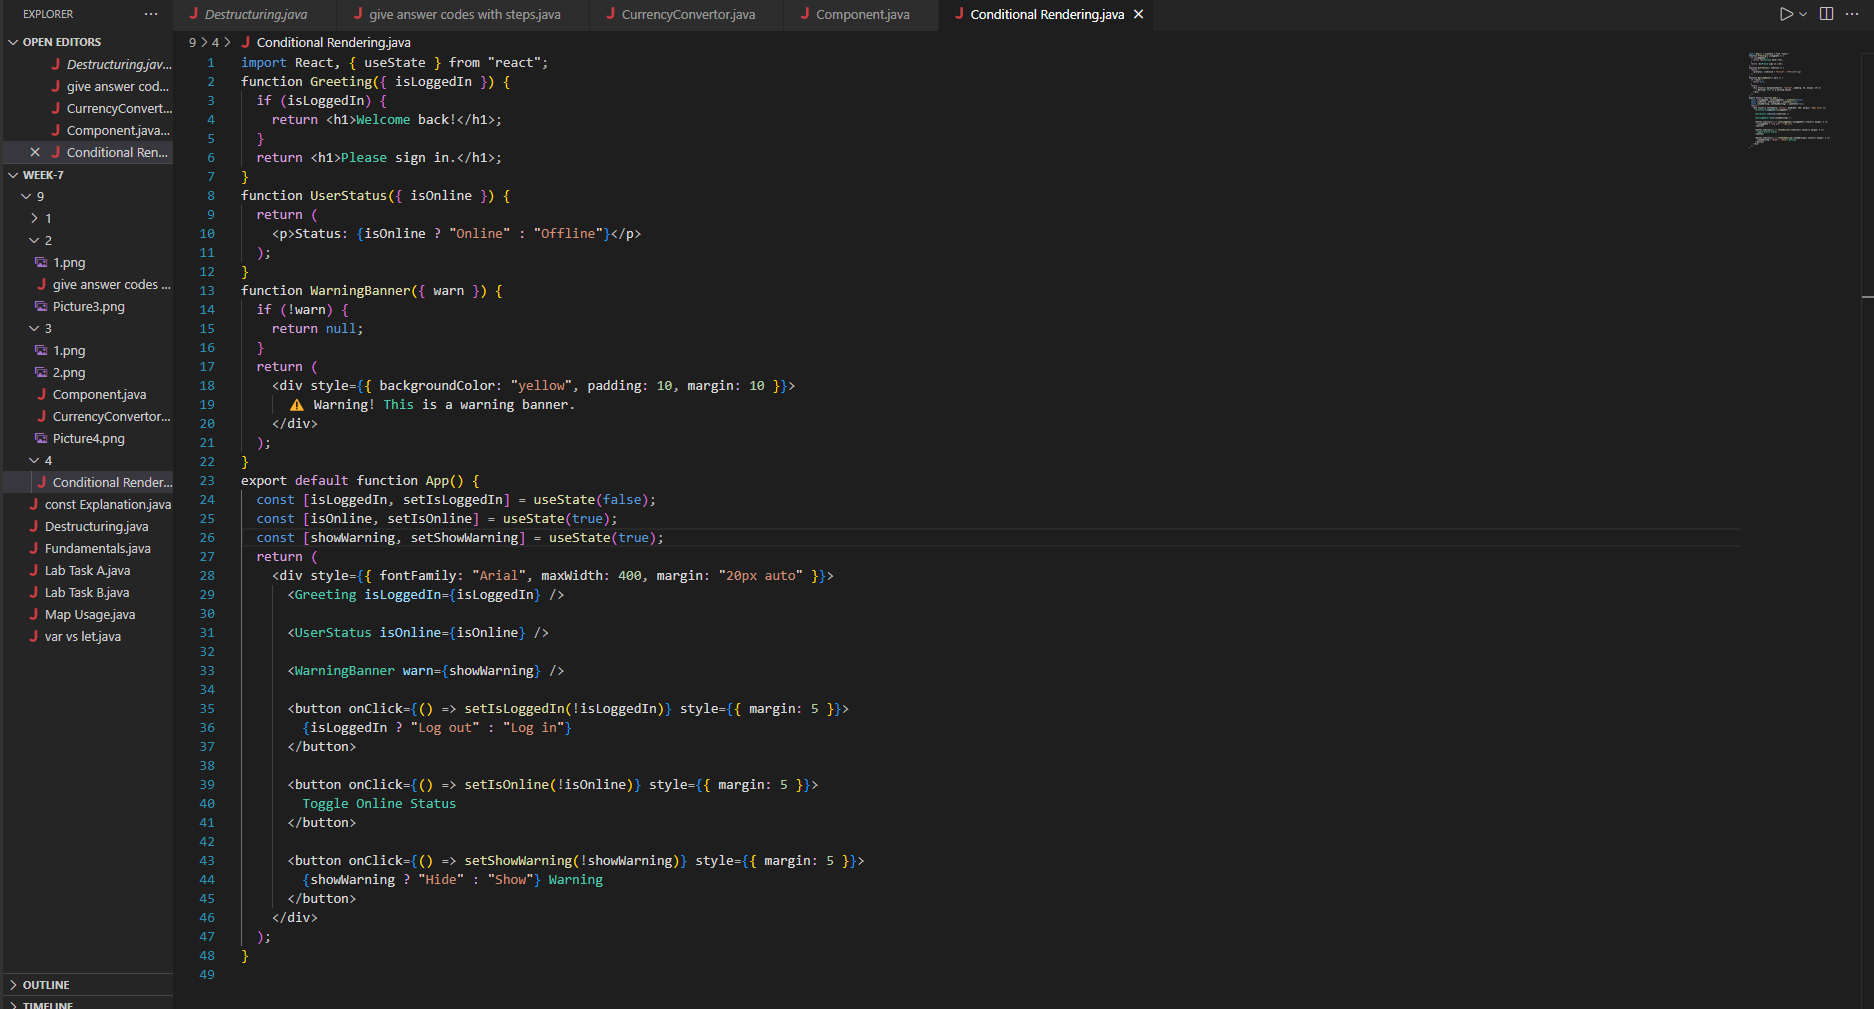 EXPLORER
OPEN EDITORS
Destructuring.jav...
give answer cod...
CurrencyConvert...
Component.java...
Conditional Ren...
WEEK-7
9
1
2
1.png
give answer codes ...
Picture3.png
3
1.png
2.png
Component.java
CurrencyConvertor...
Picture4.png
4
Conditional Render...
const Explanation.java
Destructuring.java
Fundamentals.java
Lab Task A.java
Lab Task B.java
Map Usage.java
var vs let.java
OUTLINE
TIMELINE
Destructuring.java
give answer codes with steps.java
CurrencyConvertor.java
Component.java
Conditional Rendering.java
9 > 4 > Conditional Rendering.java
1 import React, { useState } from "react";
2 function Greeting({ isLoggedIn }) {
3 if (isLoggedIn) {
4 return <h1>Welcome back!</h1>;
5 }
6 return <h1>Please sign in.</h1>;
7 }
8 function UserStatus({ isOnline }) {
9 return (
10 <p>Status: {isOnline ? "Online" : "Offline"}</p>
11 );
12 }
13 function WarningBanner({ warn }) {
14 if (!warn) {
15 return null;
16 }
17 return (
18 <div style={{ backgroundColor: "yellow", padding: 10, margin: 10 }}>
19 ⚠️ Warning! This is a warning banner.
20 </div>
21 );
22 }
23 export default function App() {
24 const [isLoggedIn, setIsLoggedIn] = useState(false);
25 const [isOnline, setIsOnline] = useState(true);
26 const [showWarning, setShowWarning] = useState(true);
27 return (
28 <div style={{ fontFamily: "Arial", maxWidth: 400, margin: "20px auto" }}>
29 <Greeting isLoggedIn={isLoggedIn} />
30
31 <UserStatus isOnline={isOnline} />
32
33 <WarningBanner warn={showWarning} />
34
35 <button onClick={() => setIsLoggedIn(!isLoggedIn)} style={{ margin: 5 }}>
36 {isLoggedIn ? "Log out" : "Log in"}
37 </button>
38
39 <button onClick={() => setIsOnline(!isOnline)} style={{ margin: 5 }}>
40 Toggle Online Status
41 </button>
42
43 <button onClick={() => setShowWarning(!showWarning)} style={{ margin: 5 }}>
44 {showWarning ? "Hide" : "Show"} Warning
45 </button>
46 </div>
47 );
48 }
49